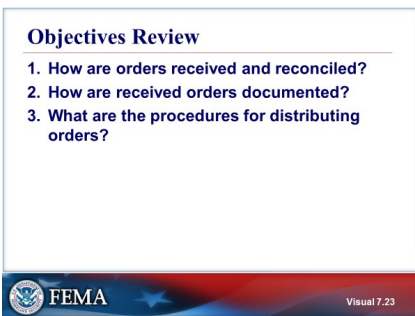 Objectives Review
1. How are orders received and reconciled?
2. How are received orders documented?
3. What are the procedures for distributing
orders?
FEMA
Visual 7.23